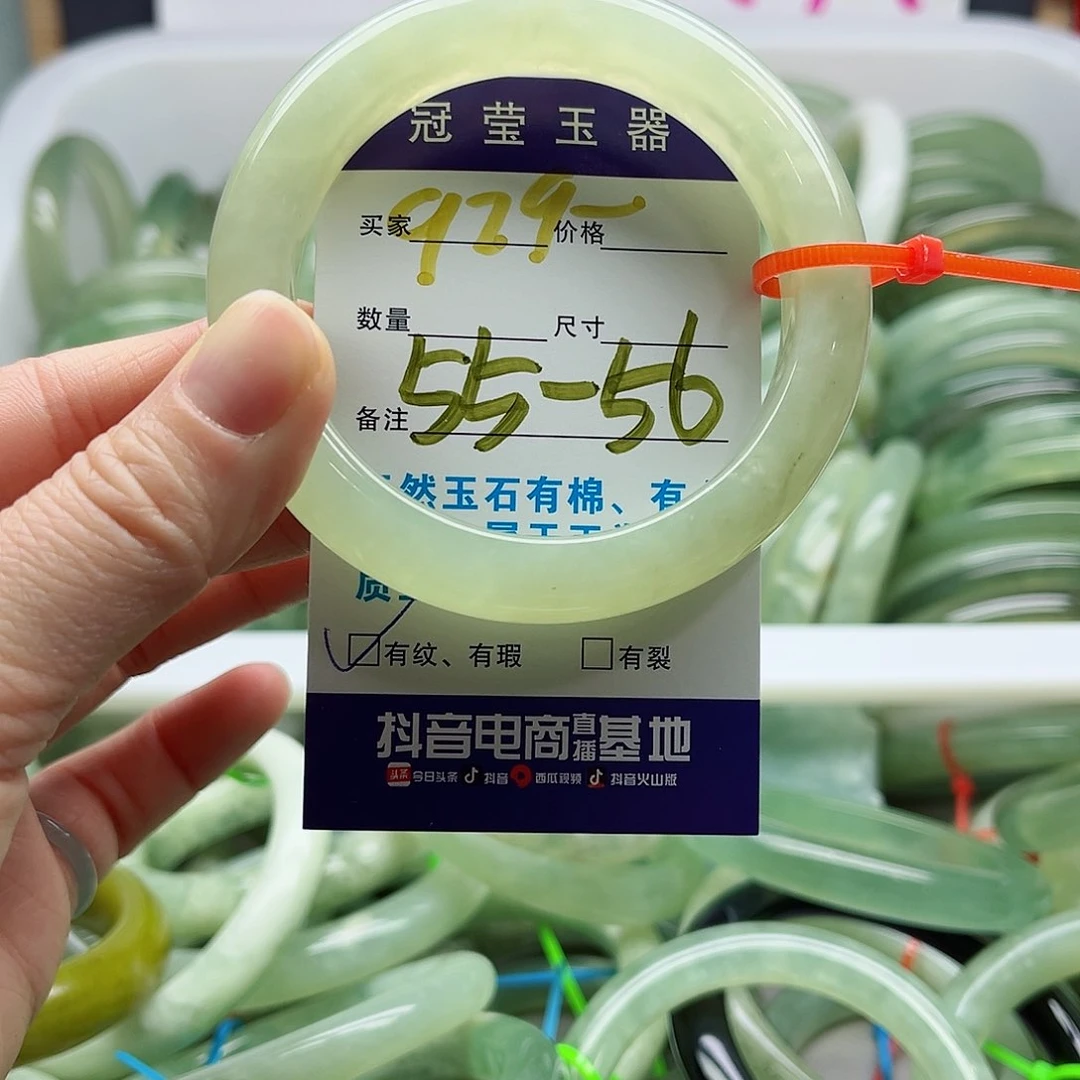 冠莹玉器
929-
买家 价格
数量 尺寸
55-56
备注
然玉石有棉、有
质
有纹、有瑕 有裂
抖音电商直播基地
头条 今日头条 抖音 西瓜视频 抖音火山版